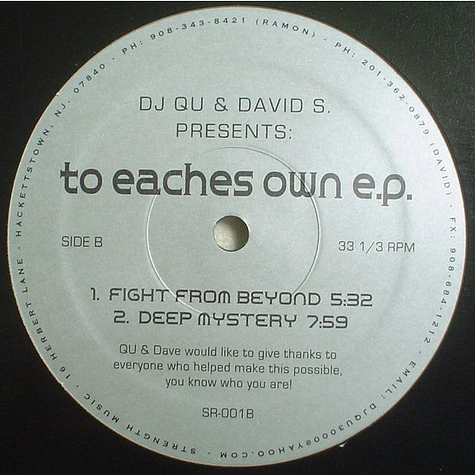 DJ QU & DAVID S.
PRESENTS:
to eaches own e.p.
SIDE B
33 1/3 RPM
1. FIGHT FROM BEYOND 5:32
2. DEEP MYSTERY 7:59
QU & Dave would like to give thanks to
everyone who helped make this possible,
you know who you are!
SR-001B
STRENGTH MUSIC - 16 HERBERT LANE - HACKETTSTOWN, NJ. 07840 - PH: 908-343-8421 (RAMON) - PH: 201-362-0879 (DAVID) - FX: 908-684-1212 - EMAIL: DJQU3000@YAHOO.COM -